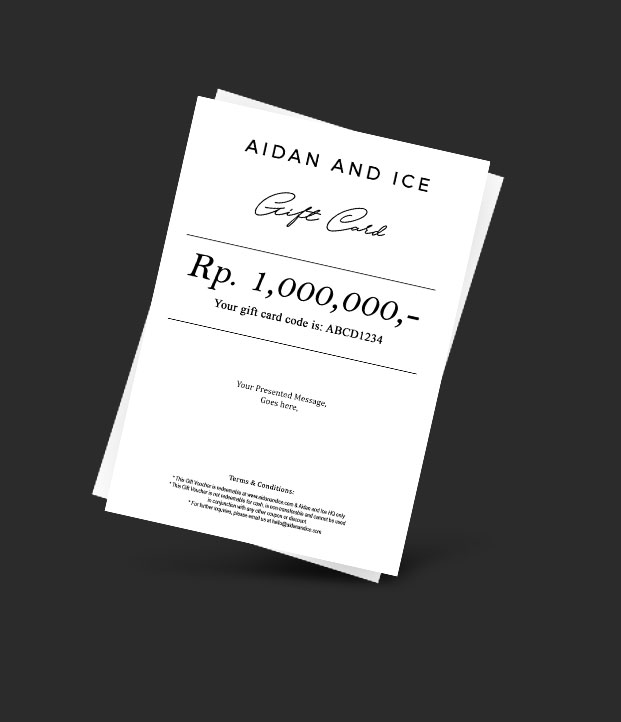 AIDAN AND ICE
Gift Card
Rp. 1,000,000,-
Your gift card code is: ABCD1234
Your Presented Message,
Goes here,
Terms & Conditions:
* This Gift Voucher is redeemable at www.aidanandice.com & Aidan and Ice HQ only
* This Gift Voucher is not redeemable for cash, is non-transferable and cannot be used
in conjunction with any other coupon or discount
* For further inquiries, please email us at hello@aidanandice.com